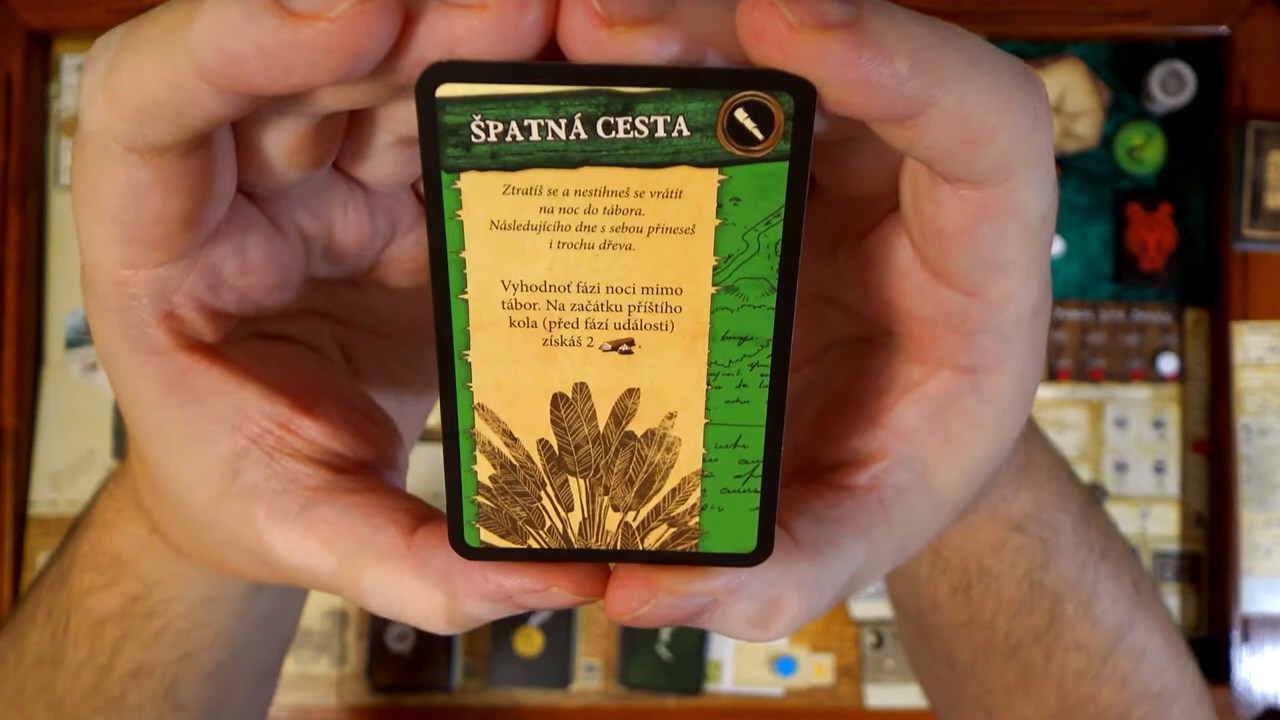 ŠPATNÁ CESTA
Ztratíš se a nestihneš se vrátit
na noc do tábora.
Následujícího dne s sebou přineseš
i trochu dřeva.
Vyhodnoť fázi noci mimo
tábor. Na začátku příštího
kola (před fází události)
získáš 2 .